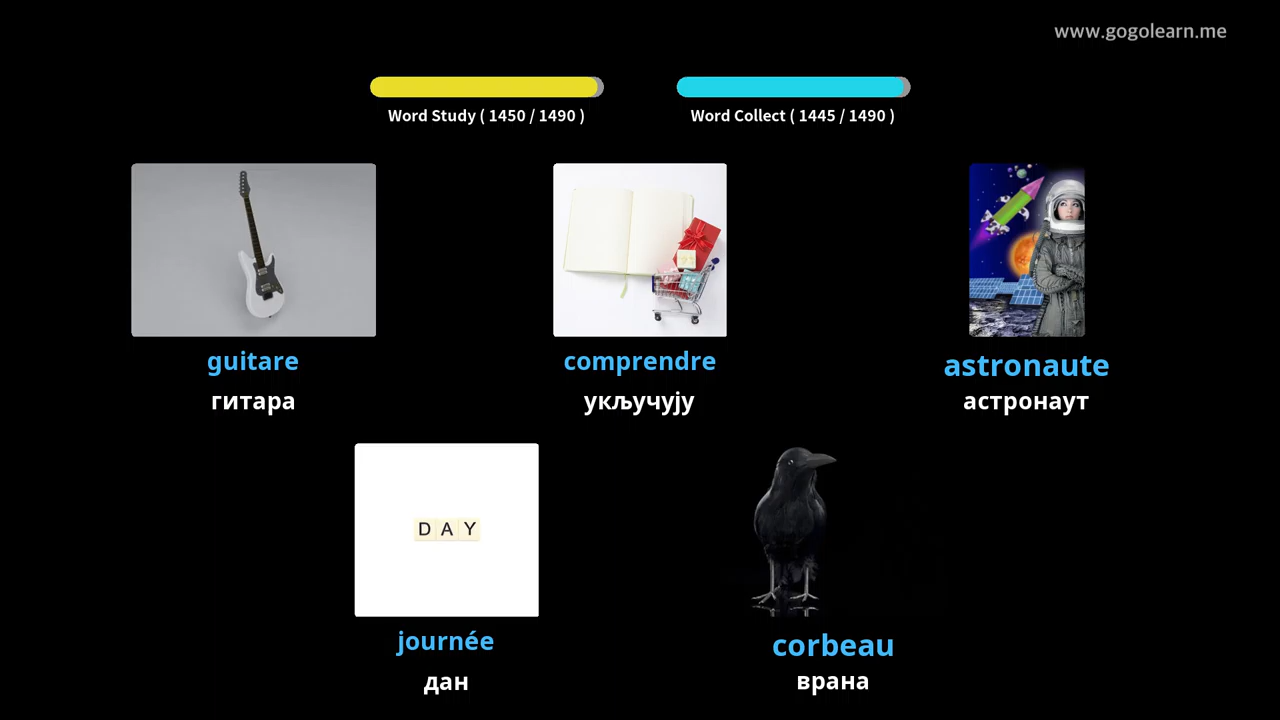 www.gogolearn.me
Word Study ( 1450 / 1490 )
Word Collect ( 1445 / 1490 )
guitare
гитара
comprendre
укључују
astronaute
астронаут
DAY
journée
дан
corbeau
врана